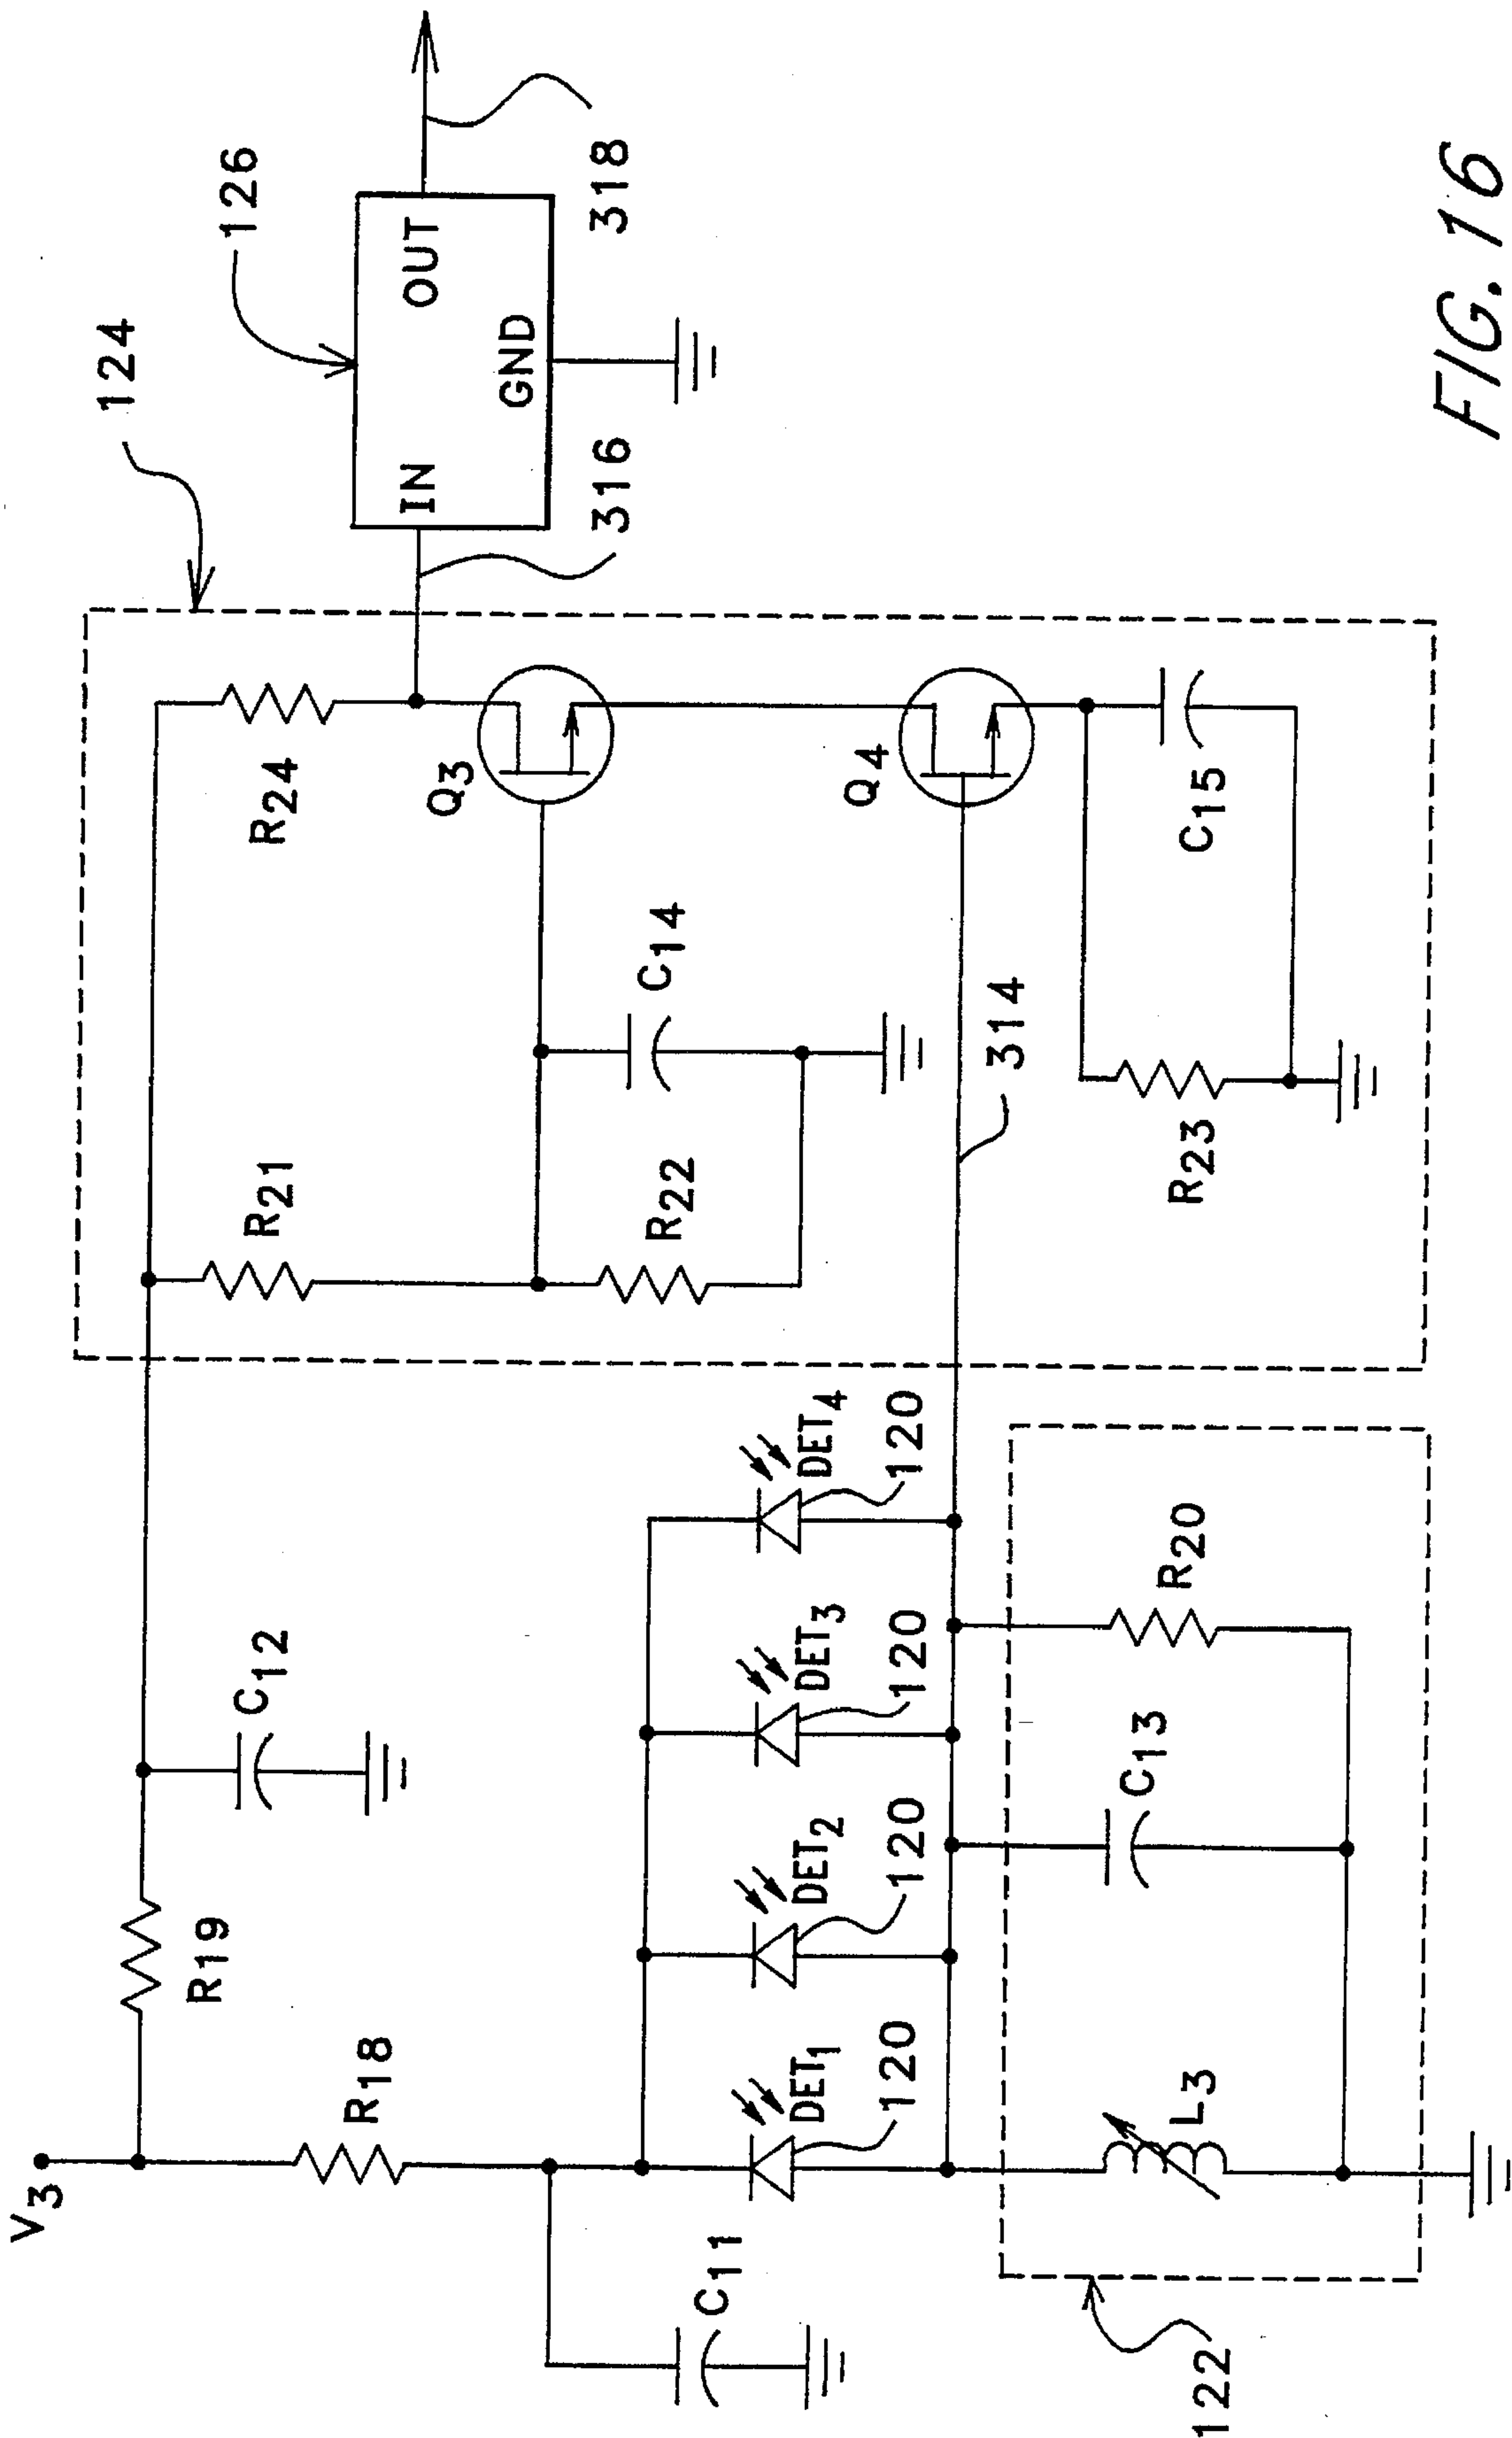 V3
R19
C12
R18
C11
DET1
120
DET2
120
DET3
120
DET4
120
122
L3
C13
R20
124
R21
R22
C14
R24
Q3
Q4
314
R23
C15
316
126
IN
OUT
GND
318
FIG. 16